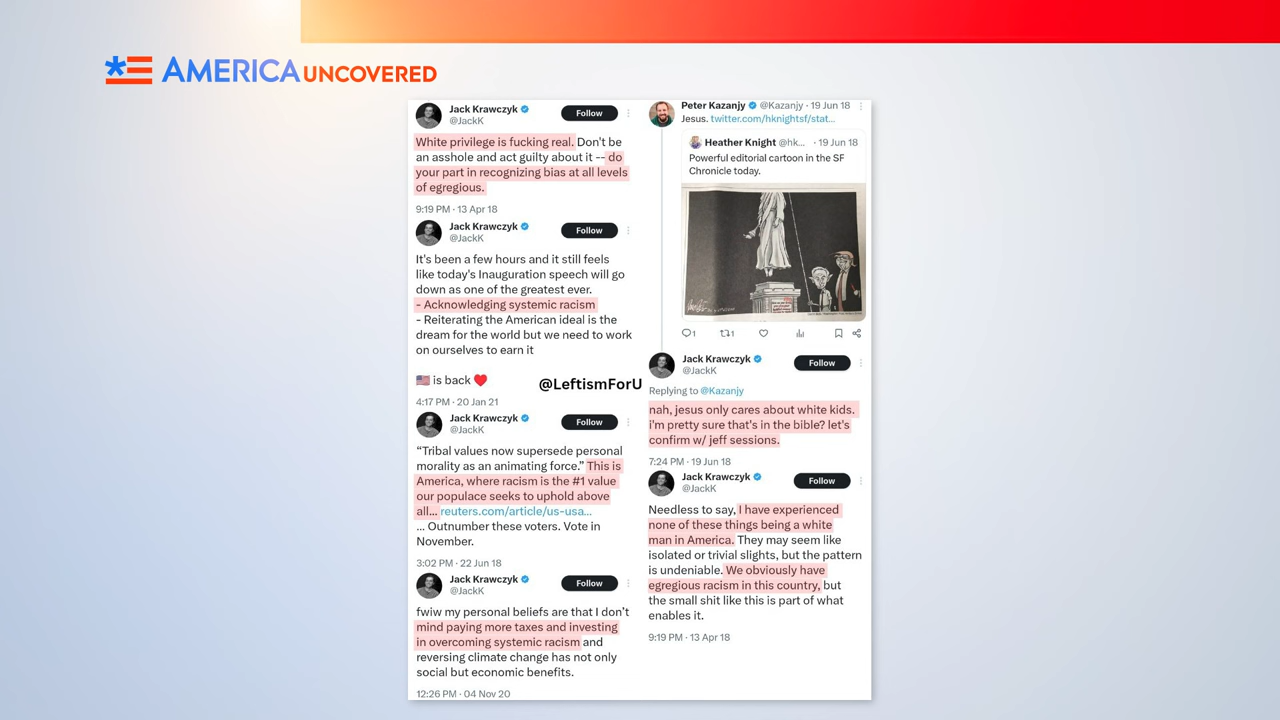 AMERICA UNCOVERED
Jack Krawczyk
@JackK
Follow
White privilege is fucking real. Don't be
an asshole and act guilty about it -- do
your part in recognizing bias at all levels
of egregious.
9:19 PM · 13 Apr 18
Jack Krawczyk
@JackK
Follow
It's been a few hours and it still feels
like today's Inauguration speech will go
down as one of the greatest ever.
- Acknowledging systemic racism
- Reiterating the American ideal is the
dream for the world but we need to work
on ourselves to earn it
🇺🇸 is back ❤️
@LeftismForU
4:17 PM · 20 Jan 21
Jack Krawczyk
@JackK
Follow
“Tribal values now supersede personal
morality as an animating force.” This is
America, where racism is the #1 value
our populace seeks to uphold above
all... reuters.com/article/us-usa...
... Outnumber these voters. Vote in
November.
3:02 PM · 22 Jun 18
Jack Krawczyk
@JackK
Follow
fwiw my personal beliefs are that I don’t
mind paying more taxes and investing
in overcoming systemic racism and
reversing climate change has not only
social but economic benefits.
12:26 PM · 04 Nov 20
Peter Kazanjy @Kazanjy · 19 Jun 18
Jesus. twitter.com/hknightsf/stat...
Heather Knight @hk... · 19 Jun 18
Powerful editorial cartoon in the SF
Chronicle today.
1
1
Jack Krawczyk
@JackK
Follow
Replying to @Kazanjy
nah, jesus only cares about white kids.
i'm pretty sure that's in the bible? let's
confirm w/ jeff sessions.
7:24 PM · 19 Jun 18
Jack Krawczyk
@JackK
Follow
Needless to say, I have experienced
none of these things being a white
man in America. They may seem like
isolated or trivial slights, but the pattern
is undeniable. We obviously have
egregious racism in this country, but
the small shit like this is part of what
enables it.
9:19 PM · 13 Apr 18